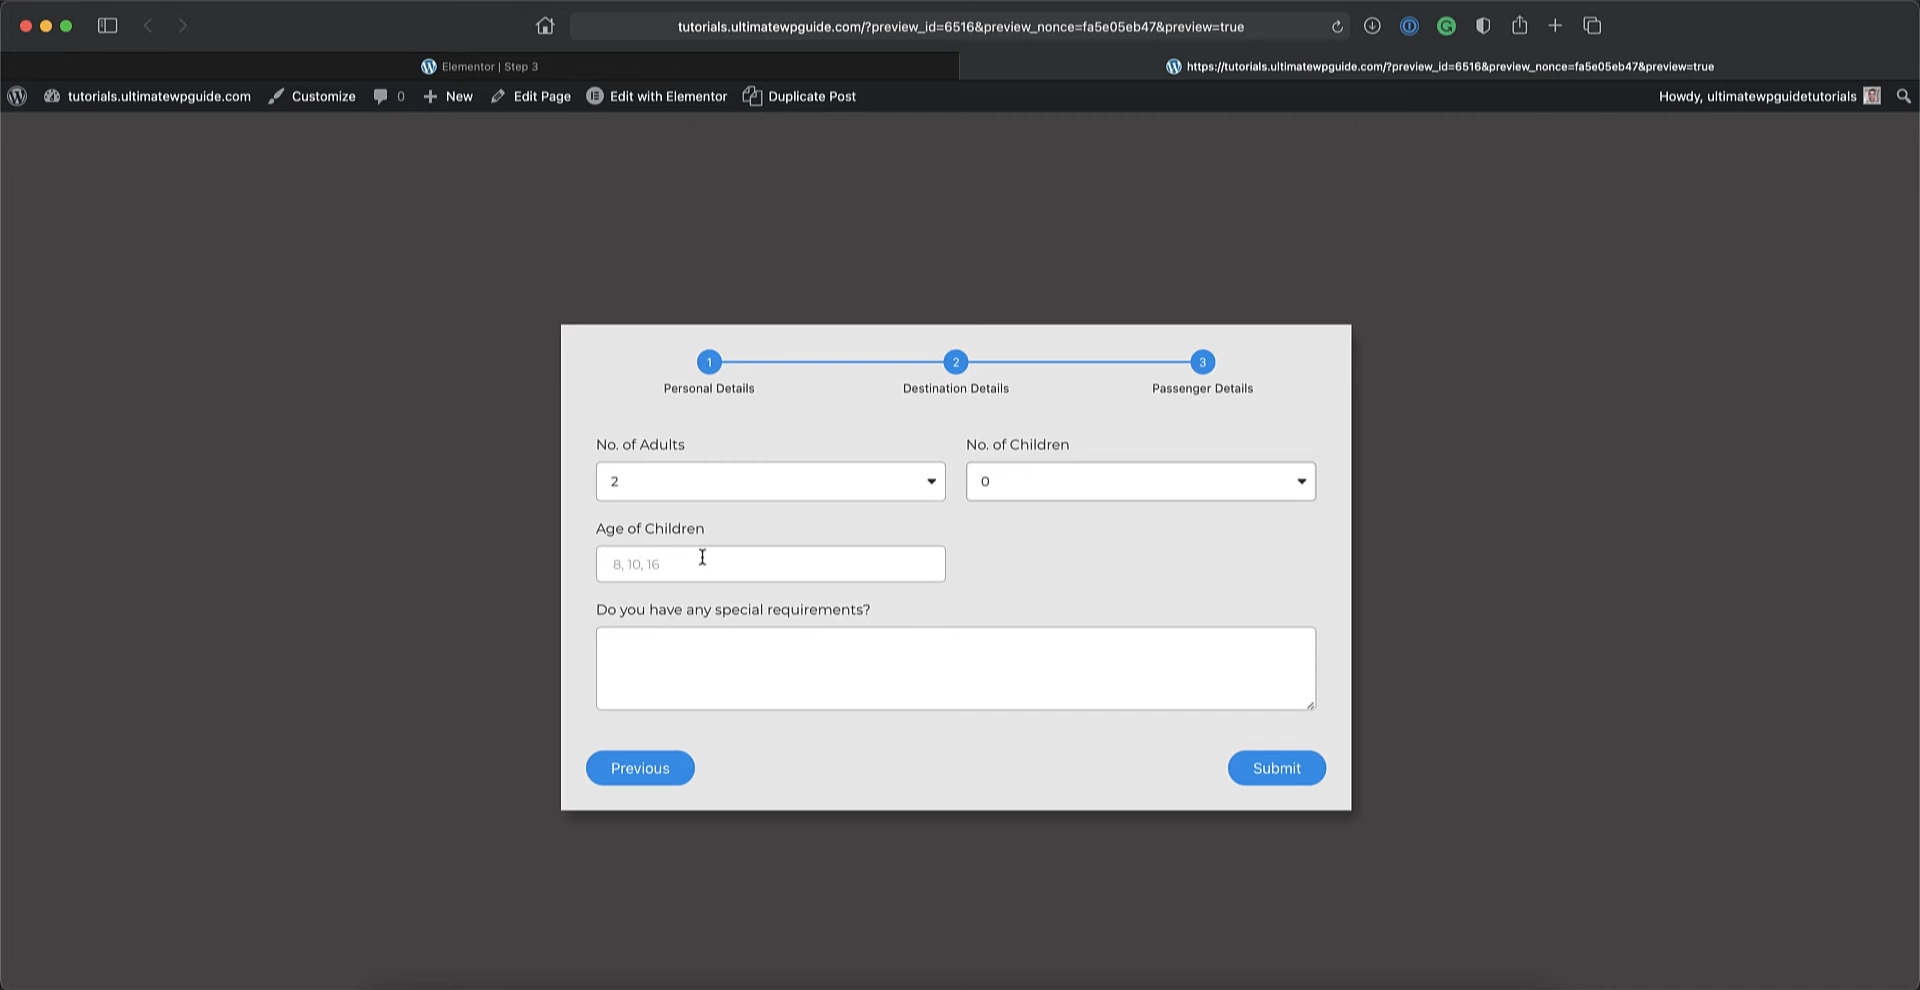 tutorials.ultimatewpguide.com/?preview_id=6516&preview_nonce=fa5e05eb47&preview=true
Elementor | Step 3
https://tutorials.ultimatewpguide.com/?preview_id=6516&preview_nonce=fa5e05eb47&preview=true
tutorials.ultimatewpguide.com Customize 0 New Edit Page Edit with Elementor Duplicate Post Howdy, ultimatewpguidetutorials
1 2 3
Personal Details Destination Details Passenger Details
No. of Adults No. of Children
2 0
Age of Children
8, 10, 16
Do you have any special requirements?
Previous Submit